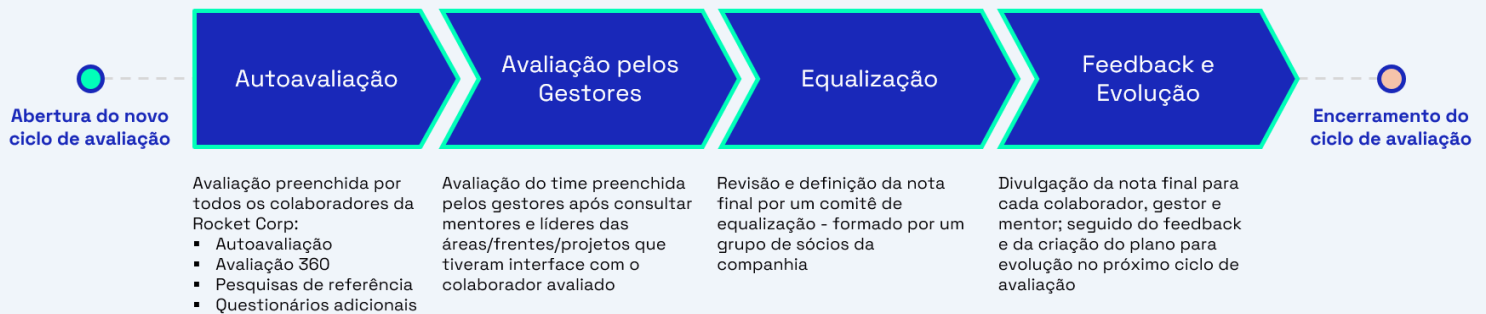 Abertura do novo
ciclo de avaliação
Autoavaliação
Avaliação pelos
Gestores
Equalização
Feedback e
Evolução
Encerramento do
ciclo de avaliação
Avaliação preenchida por
todos os colaboradores da
Rocket Corp:
▪ Autoavaliação
▪ Avaliação 360
▪ Pesquisas de referência
▪ Questionários adicionais
Avaliação do time preenchida
pelos gestores após consultar
mentores e líderes das
áreas/frentes/projetos que
tiveram interface com o
colaborador avaliado
Revisão e definição da nota
final por um comitê de
equalização - formado por um
grupo de sócios da
companhia
Divulgação da nota final para
cada colaborador, gestor e
mentor; seguido do feedback
e da criação do plano para
evolução no próximo ciclo de
avaliação